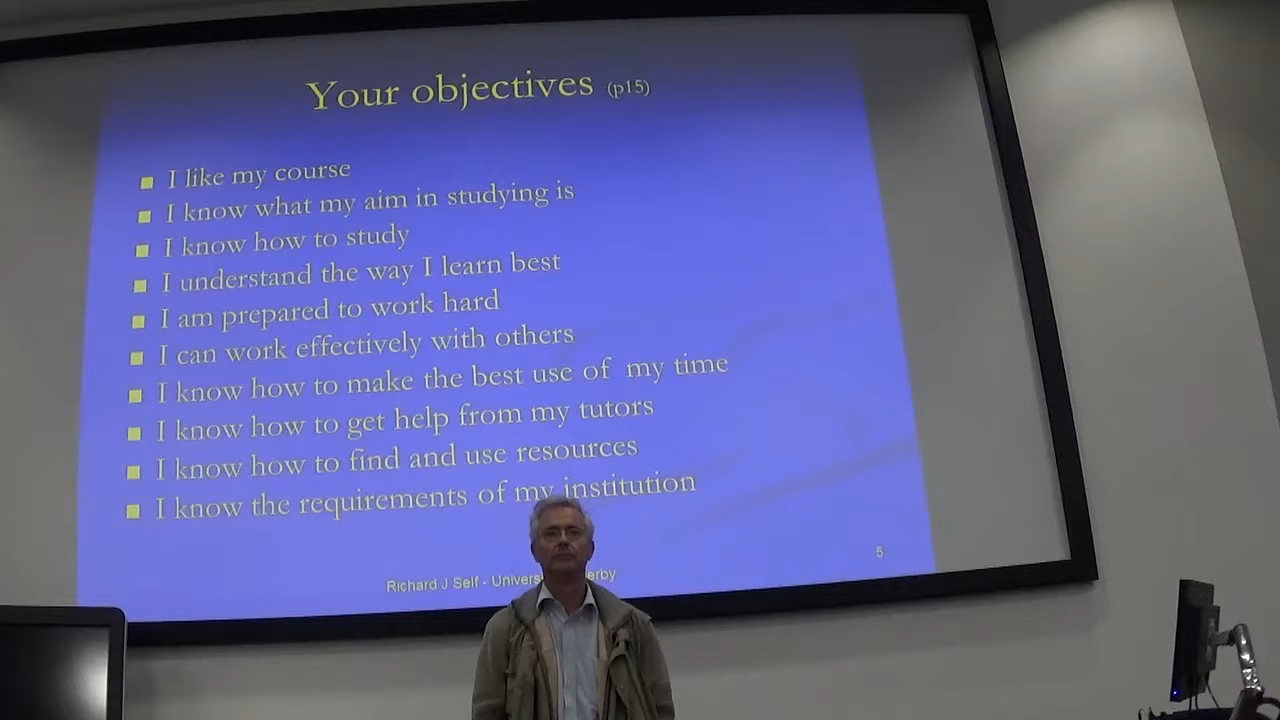 Your objectives (p15)
I like my course
I know what my aim in studying is
I know how to study
I understand the way I learn best
I am prepared to work hard
I can work effectively with others
I know how to make the best use of my time
I know how to get help from my tutors
I know how to find and use resources
I know the requirements of my institution
Richard J Self - Univers erby
5